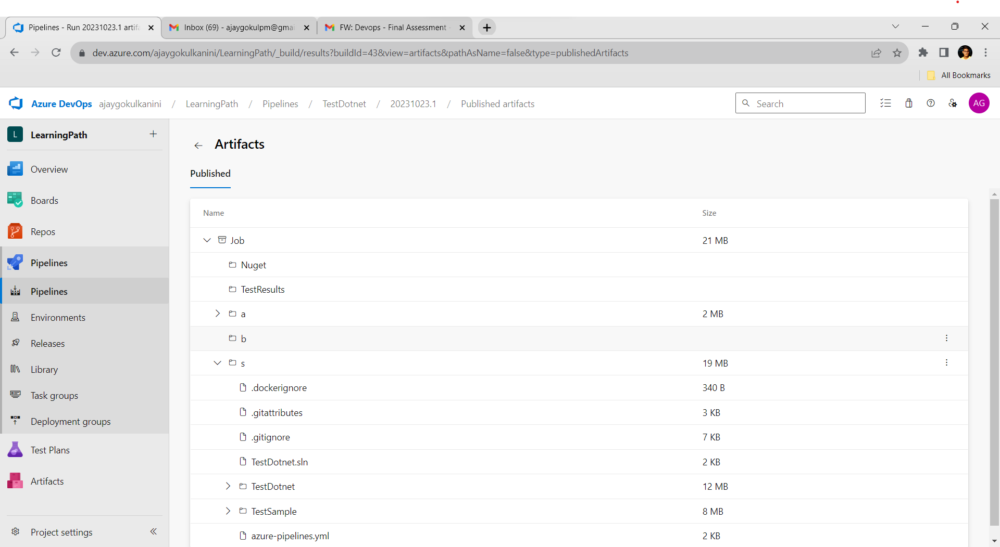 Pipelines - Run 20231023.1 artifa
Inbox (69) - ajaygokulpm@gmai
FW: Devops - Final Assessment -
dev.azure.com/ajaygokulkanini/LearningPath/_build/results?buildId=43&view=artifacts&pathAsName=false&type=publishedArtifacts
All Bookmarks
Azure DevOps ajaygokulkanini / LearningPath / Pipelines / TestDotnet / 20231023.1 / Published artifacts
Search
AG
L LearningPath
Overview
Boards
Repos
Pipelines
Pipelines
Environments
Releases
Library
Task groups
Deployment groups
Test Plans
Artifacts
Project settings
Artifacts
Published
Name Size
Job 21 MB
Nuget
TestResults
a 2 MB
b
s 19 MB
.dockerignore 340 B
.gitattributes 3 KB
.gitignore 7 KB
TestDotnet.sln 2 KB
TestDotnet 12 MB
TestSample 8 MB
azure-pipelines.yml 2 KB